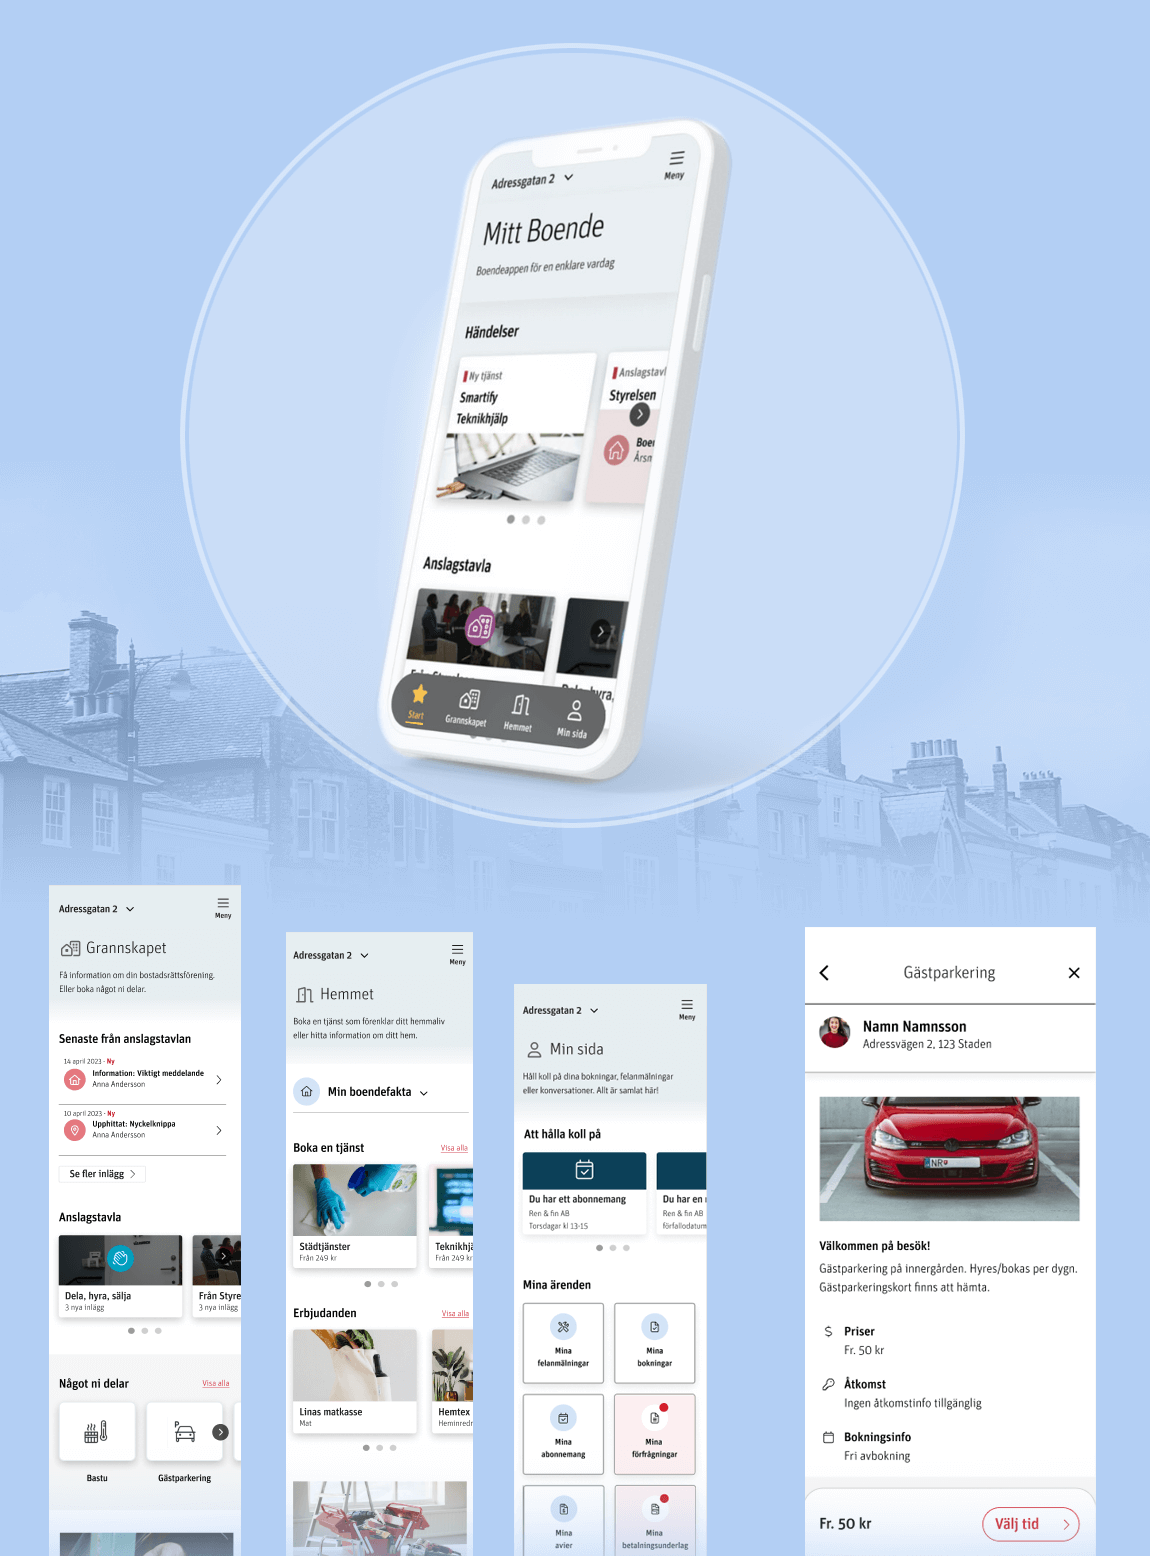 Adressgatan 2
Meny
Mitt Boende
Boendeappen för en enklare vardag
Händelser
Ny tjänst
Smartify
Teknikhjälp
Anslagstavl
Styrelsen
Boer
Årsm
Anslagstavla
Start
Grannskapet
Hemmet
Min sida
Adressgatan 2
Meny
Grannskapet
Få information om din bostadsrättsförening.
Eller boka något ni delar.
Senaste från anslagstavlan
14 april 2023 - Ny
Information: Viktigt meddelande
Anna Andersson
10 april 2023 - Ny
Upphittat: Nyckelknippa
Anna Andersson
Se fler inlägg
Anslagstavla
Dela, hyra, sälja
3 nya inlägg
Från Styre
3 nya inlägg
Något ni delar
Visa alla
Bastu
Gästparkering
Adressgatan 2
Meny
Hemmet
Boka en tjänst som förenklar ditt hemmaliv
eller hitta information om ditt hem.
Min boendefakta
Boka en tjänst
Visa alla
Städtjänster
Från 249 kr
Teknikhjä
Från 249 kr
Erbjudanden
Visa alla
Linas matkasse
Mat
Hemtex
Heminredr
Adressgatan 2
Meny
Min sida
Håll koll på dina bokningar, felanmälningar
eller konversationer. Allt är samlat här!
Att hålla koll på
Du har ett abonnemang
Ren & fin AB
Torsdagar kl 13-15
Du har en
Ren & fin AB
förfallodatum
Mina ärenden
Mina
felanmälningar
Mina
bokningar
Mina
abonnemang
Mina
förfrågningar
Mina
avier
Mina
betalningsunderlag
Gästparkering
Namn Namnsson
Adressvägen 2, 123 Staden
Välkommen på besök!
Gästparkering på innergården. Hyres/bokas per dygn.
Gästparkeringskort finns att hämta.
Priser
Fr. 50 kr
Åtkomst
Ingen åtkomstinfo tillgänglig
Bokningsinfo
Fri avbokning
Fr. 50 kr
Välj tid